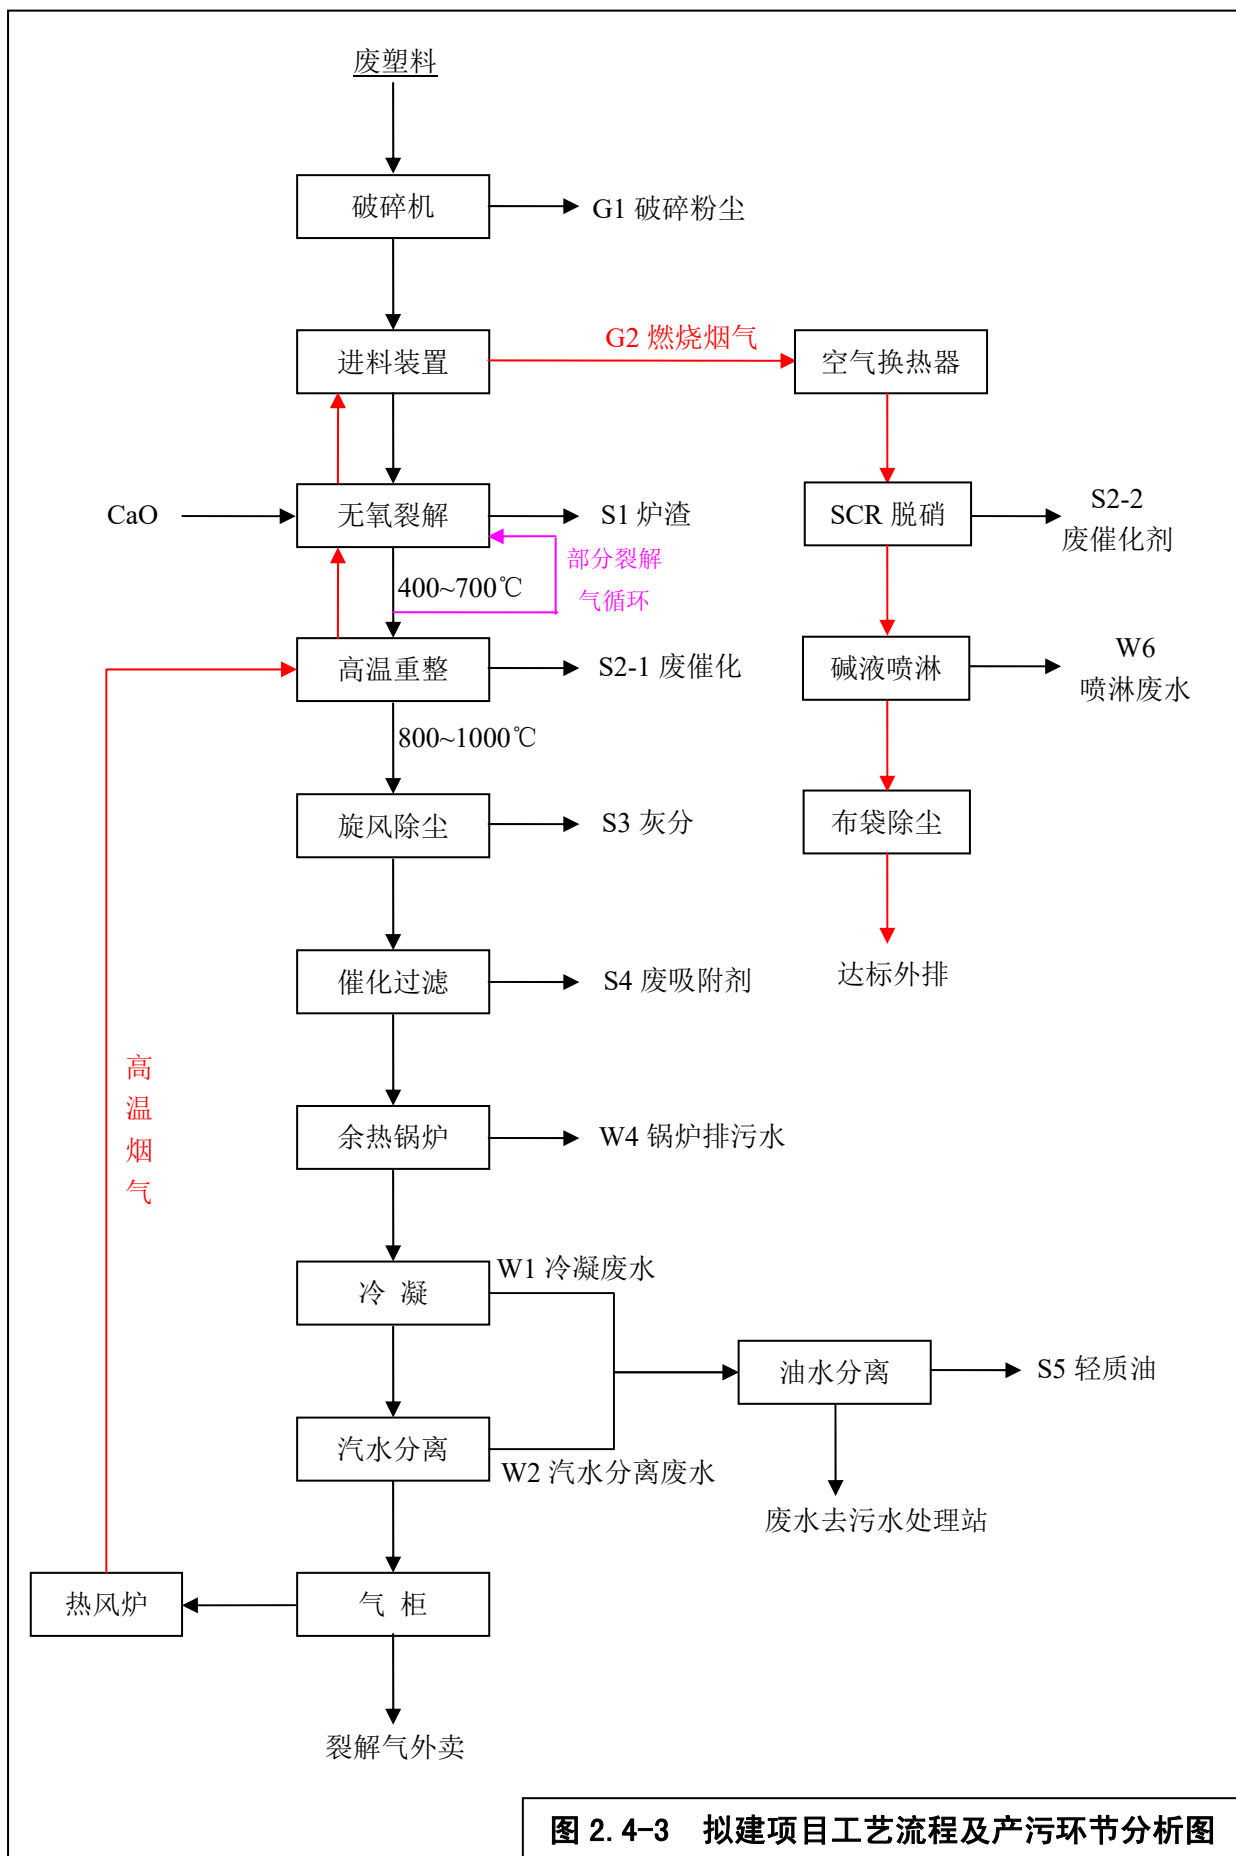 废塑料
破碎机
G1 破碎粉尘
进料装置
G2 燃烧烟气
空气换热器
CaO
无氧裂解
S1 炉渣
SCR 脱硝
S2-2
废催化剂
部分裂解
气循环
400~700℃
高温重整
S2-1 废催化
碱液喷淋
W6
喷淋废水
800~1000℃
旋风除尘
S3 灰分
布袋除尘
催化过滤
S4 废吸附剂
达标外排
高
温
烟
气
余热锅炉
W4 锅炉排污水
冷 凝
W1 冷凝废水
油水分离
S5 轻质油
汽水分离
W2 汽水分离废水
废水去污水处理站
热风炉
气 柜
裂解气外卖
图 2.4-3 拟建项目工艺流程及产污环节分析图